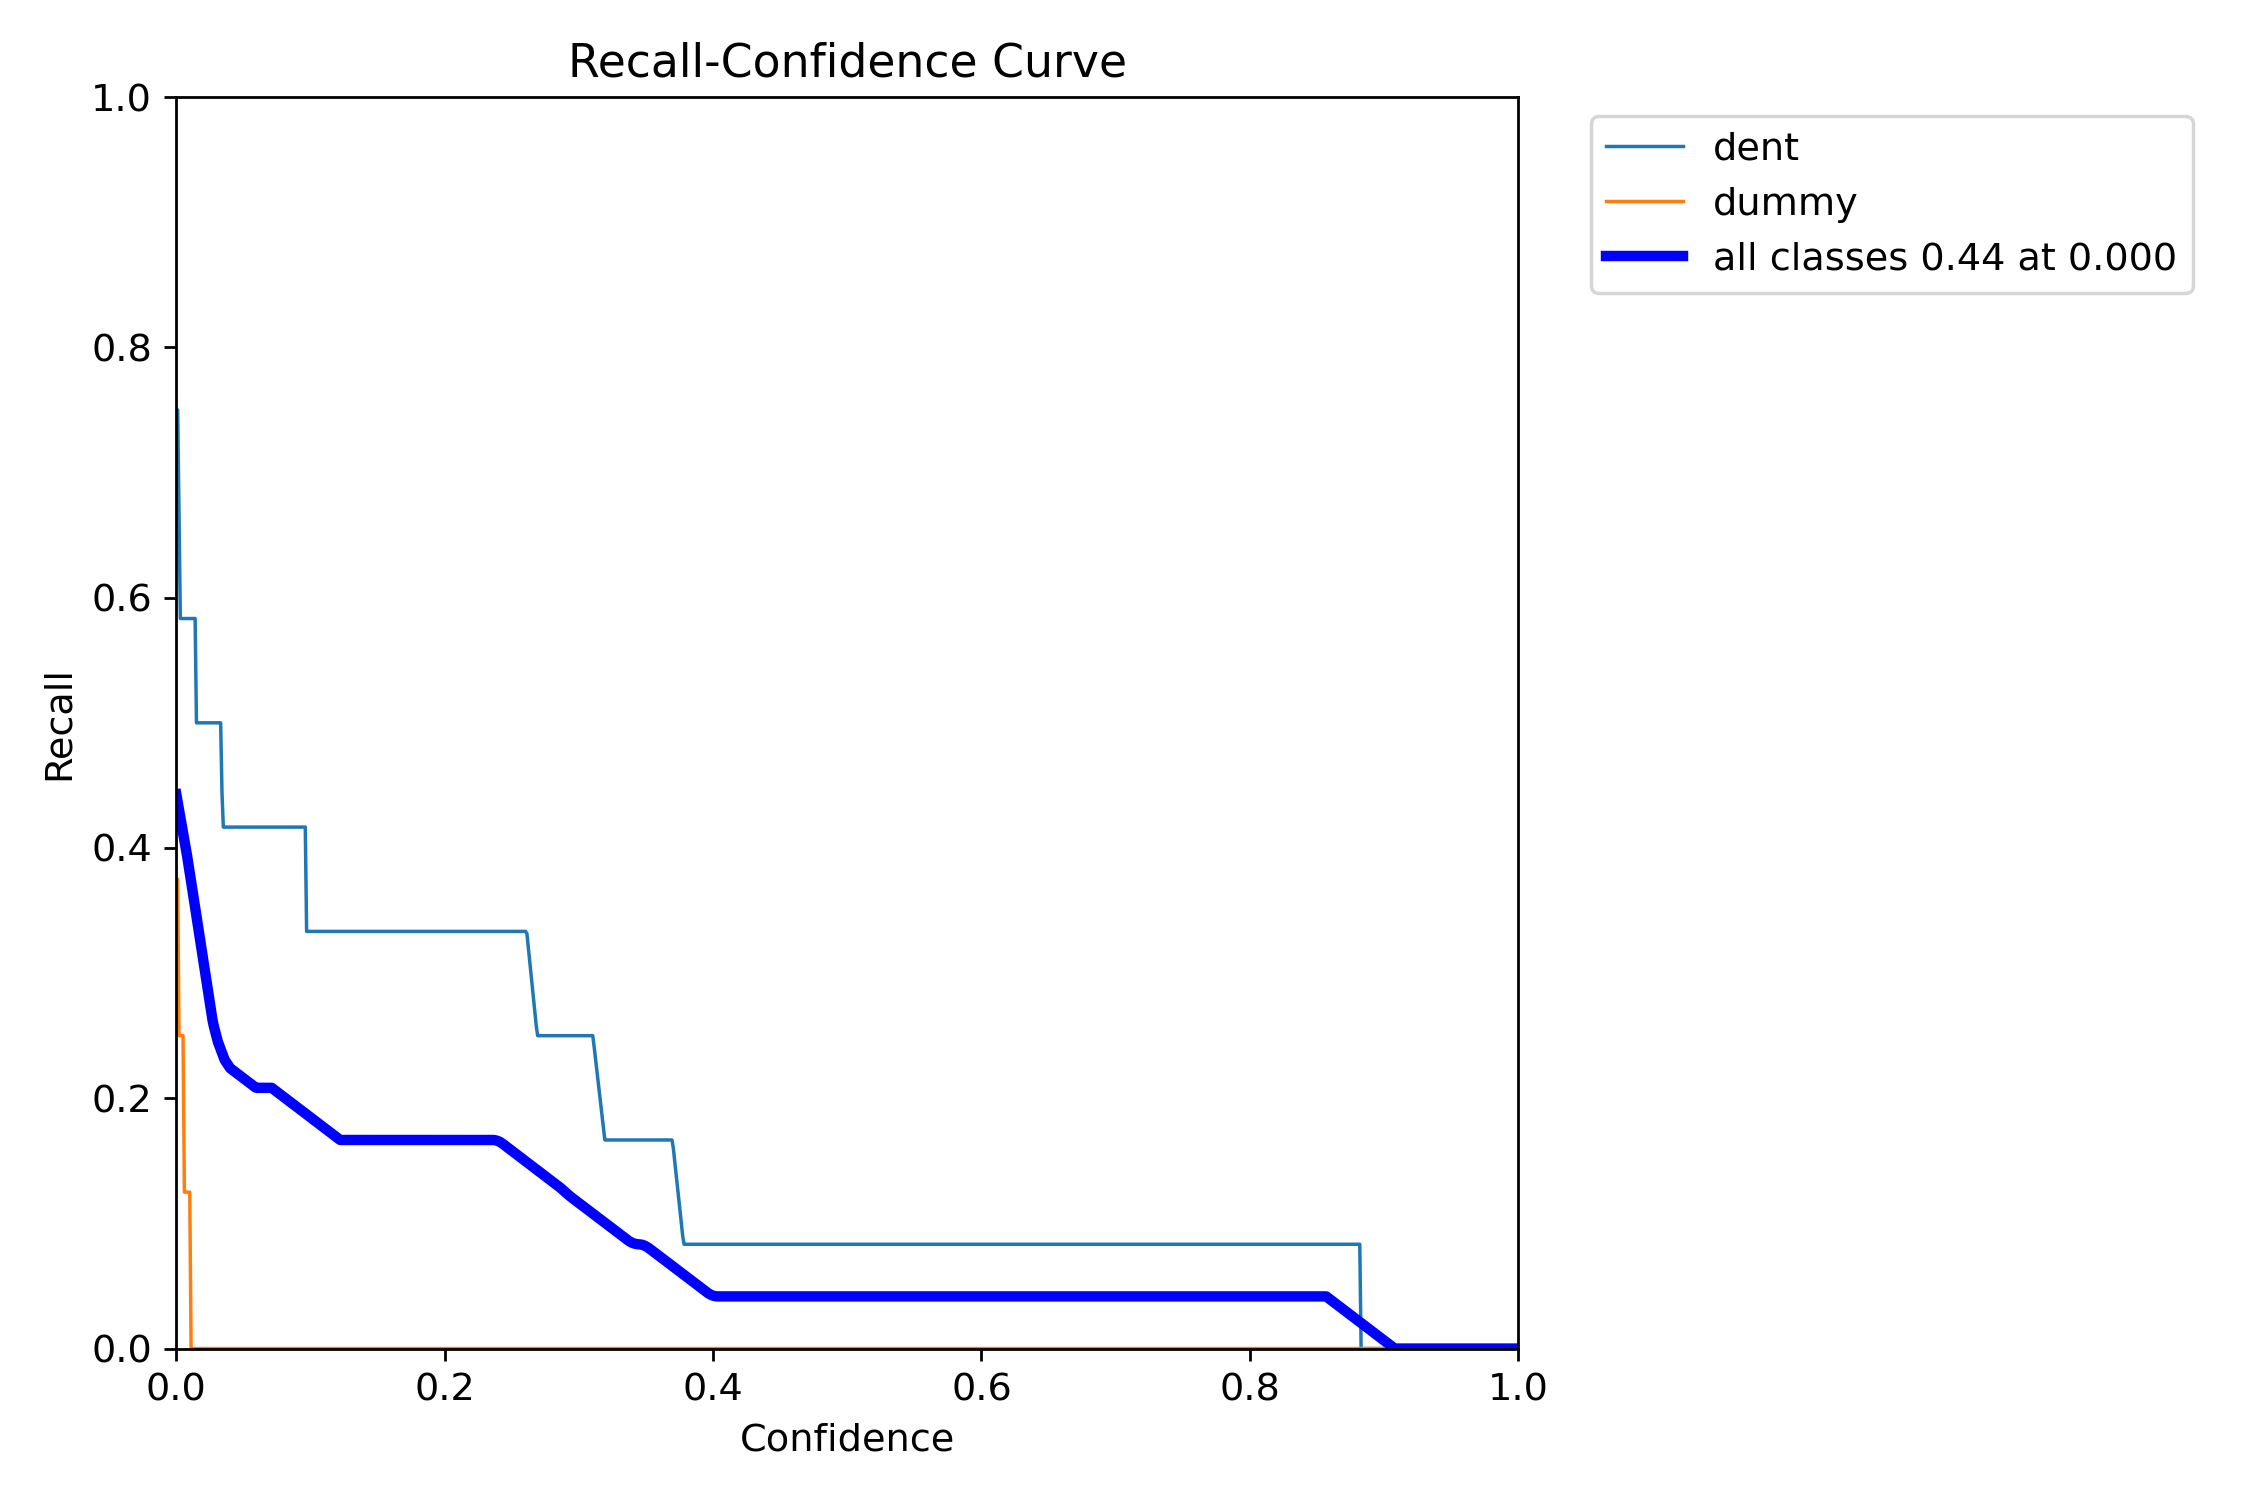 Recall-Confidence Curve
1.0
0.8
0.6
0.4
0.2
0.0
Recall
0.0 0.2 0.4 0.6 0.8 1.0
Confidence
dent
dummy
all classes 0.44 at 0.000